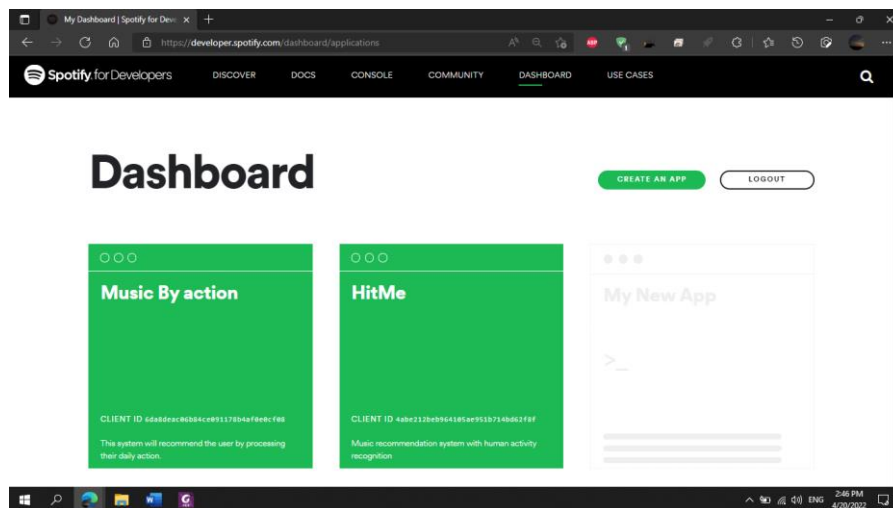 My Dashboard | Spotify for Deve
https://developer.spotify.com/dashboard/applications
Spotify for Developers DISCOVER DOCS CONSOLE COMMUNITY DASHBOARD USE CASES
Dashboard
CREATE AN APP LOGOUT
Music By action
HitMe
My New App
>_
CLIENT ID
This system will recommend the user by processing
their daily action.
CLIENT ID
Music recommendation system with human activity
recognition
ENG
2:46 PM
4/20/2022